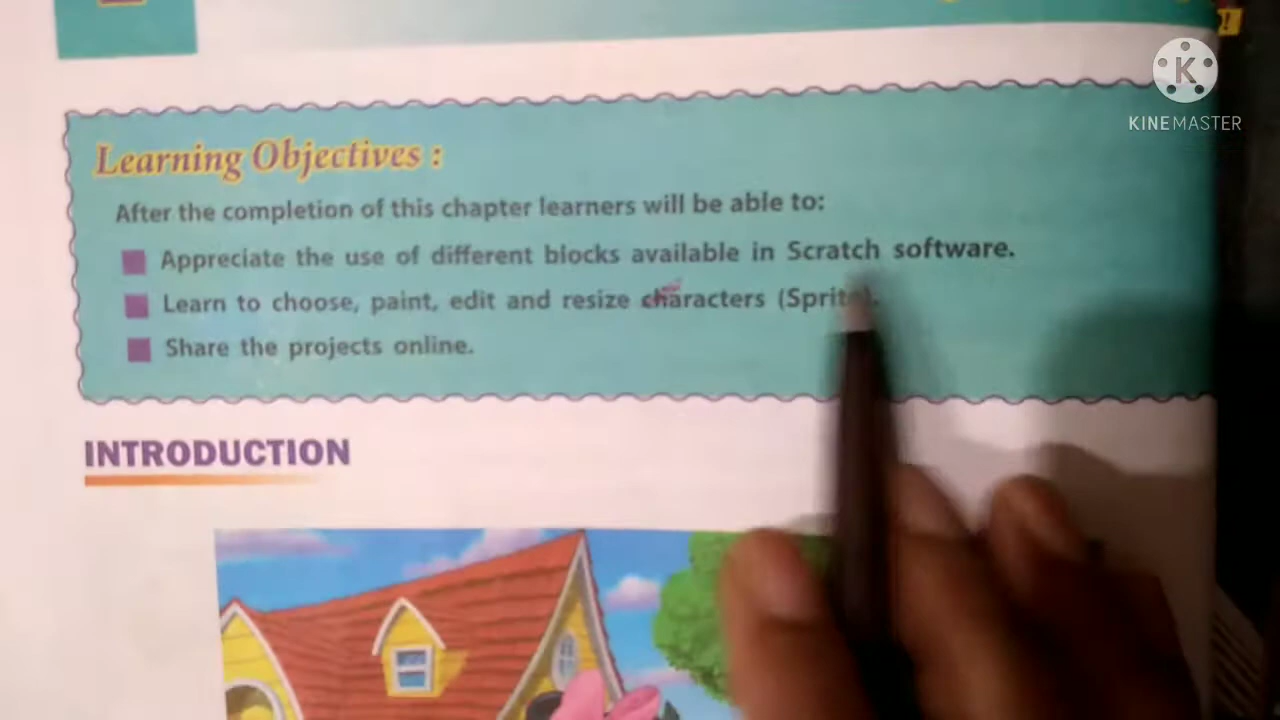 KINEMASTER
Learning Objectives :
After the completion of this chapter learners will be able to:
Appreciate the use of different blocks available in Scratch software.
Learn to choose, paint, edit and resize characters (Sprite).
Share the projects online.
INTRODUCTION